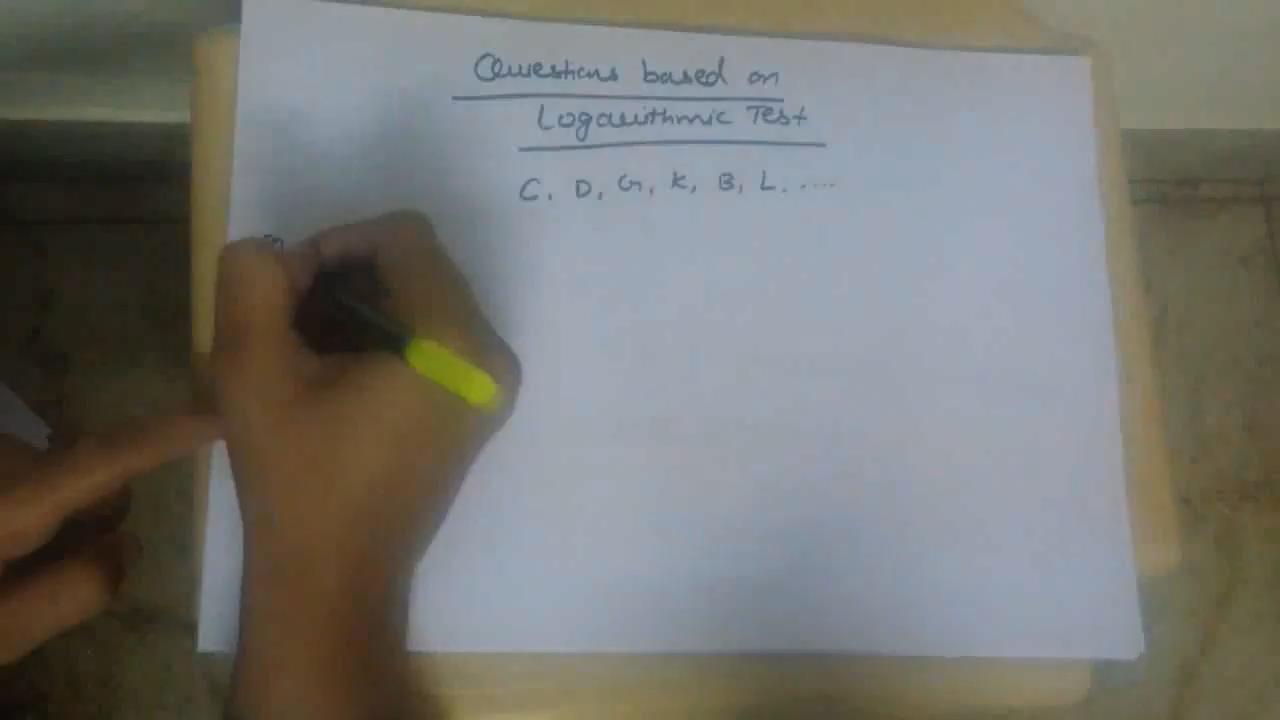 Questions based on
Logarithmic Test
C, D, G, K, B, L, .....